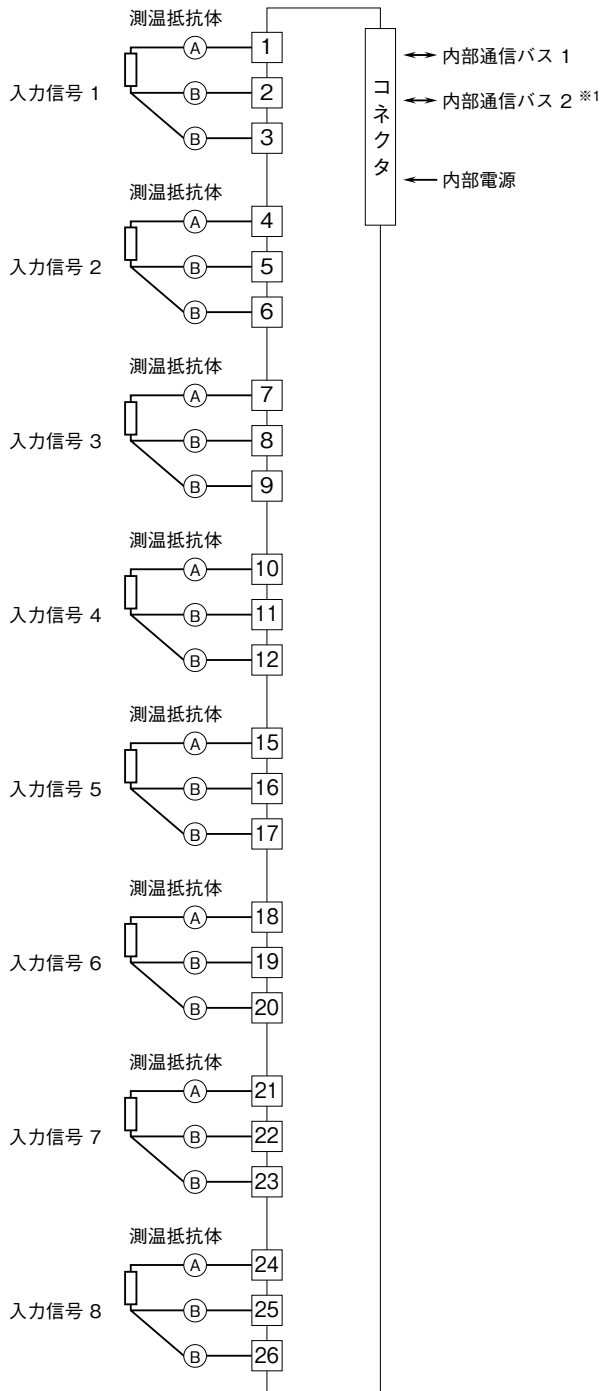 測温抵抗体
入力信号 1
A 1
B 2
B 3
コネクタ
内部通信バス 1
内部通信バス 2 ※1
内部電源
測温抵抗体
入力信号 2
A 4
B 5
B 6
測温抵抗体
入力信号 3
A 7
B 8
B 9
測温抵抗体
入力信号 4
A 10
B 11
B 12
測温抵抗体
入力信号 5
A 15
B 16
B 17
測温抵抗体
入力信号 6
A 18
B 19
B 20
測温抵抗体
入力信号 7
A 21
B 22
B 23
測温抵抗体
入力信号 8
A 24
B 25
B 26